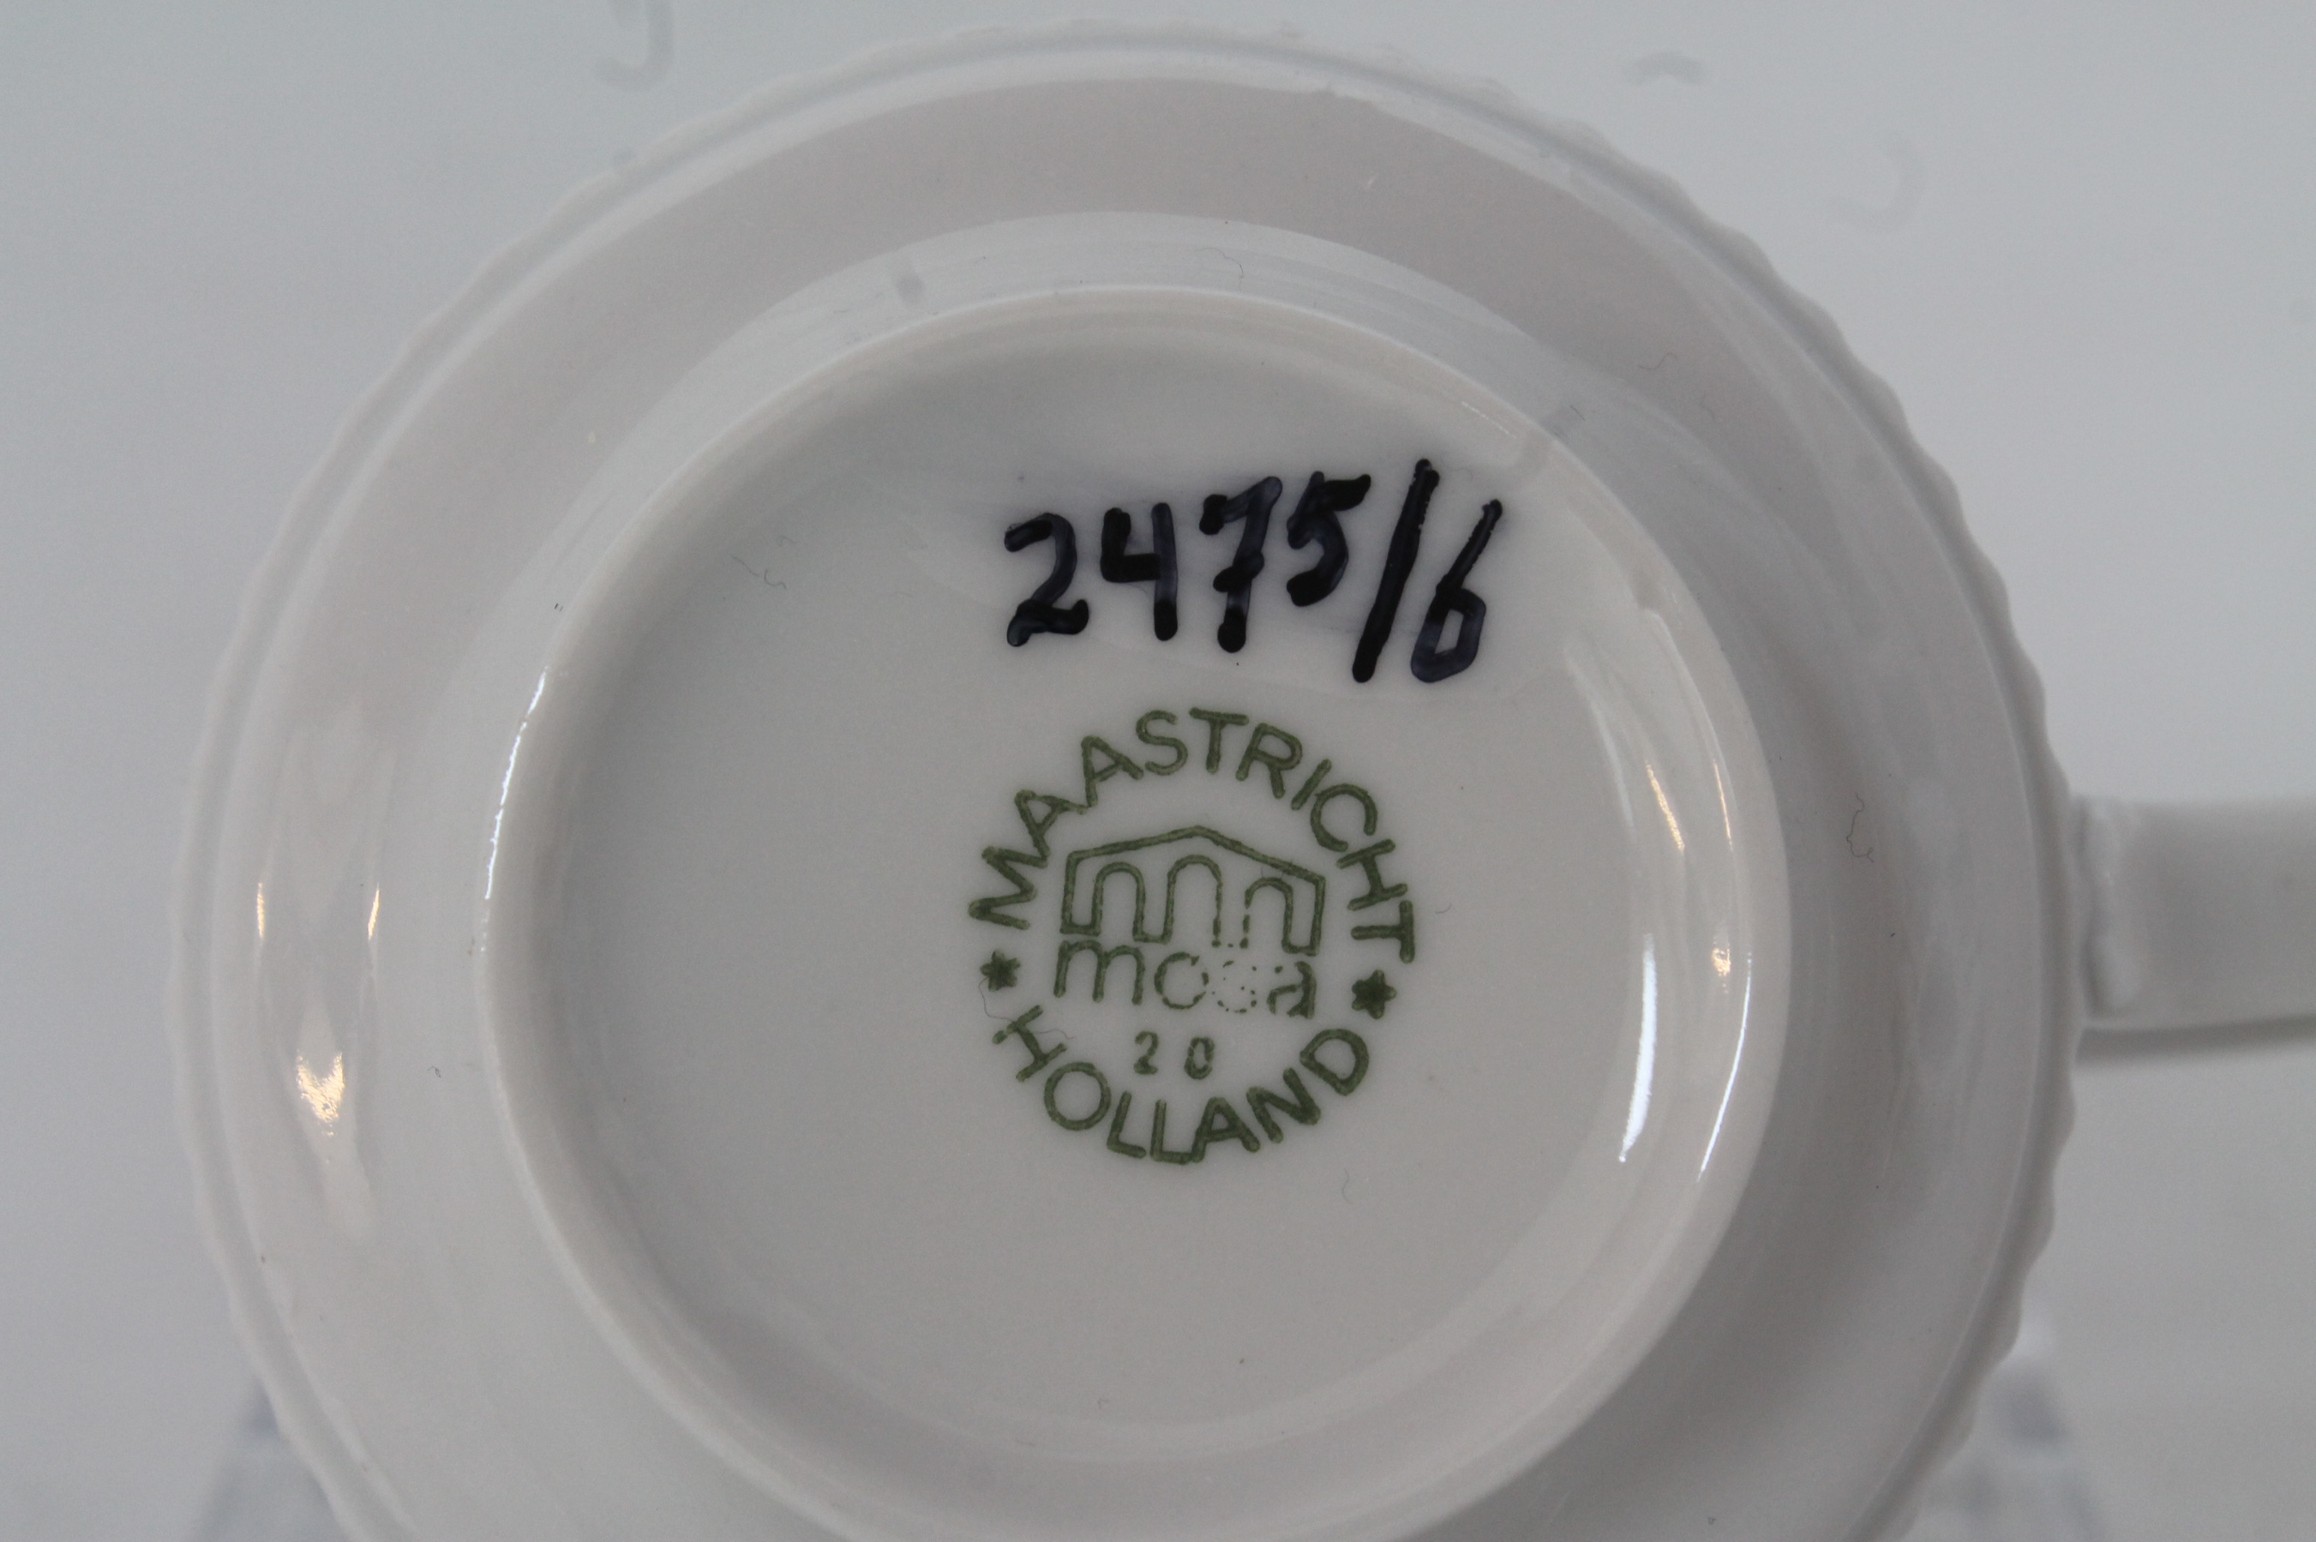 2475/6
MAASTRICHT
mosa
20
HOLLAND